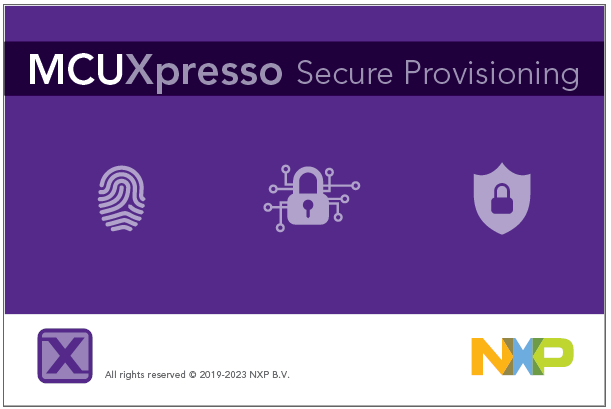 MCUXpresso Secure Provisioning
X
All rights reserved © 2019-2023 NXP B.V.
NXP